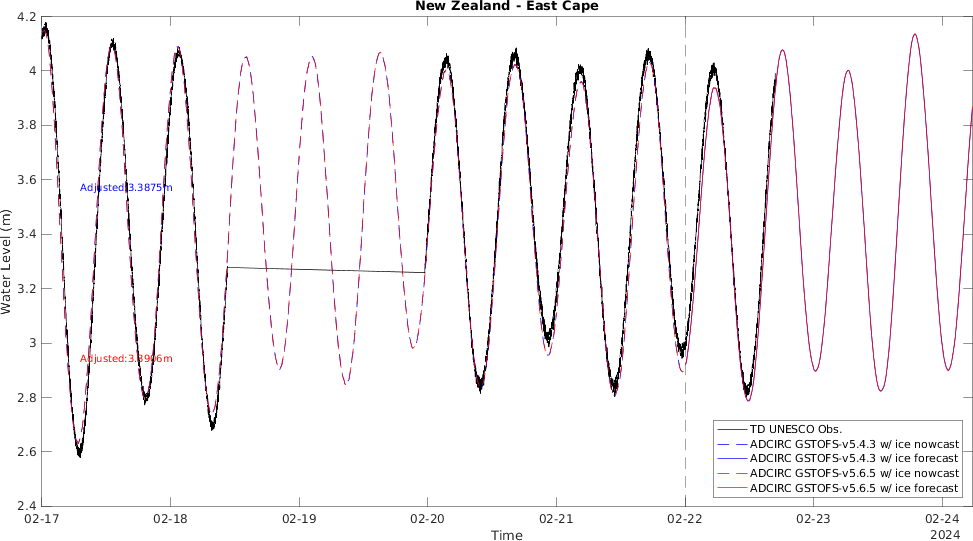 New Zealand - East Cape
4.2
4
3.8
3.6
3.4
3.2
3
2.8
2.6
2.4
Water Level (m)
Adjusted:3.3875m
Adjusted:3.3906m
TD UNESCO Obs.
ADCIRC GSTOFS-v5.4.3 w/ ice nowcast
ADCIRC GSTOFS-v5.4.3 w/ ice forecast
ADCIRC GSTOFS-v5.6.5 w/ ice nowcast
ADCIRC GSTOFS-v5.6.5 w/ ice forecast
02-17 02-18 02-19 02-20 02-21 02-22 02-23 02-24
Time 2024